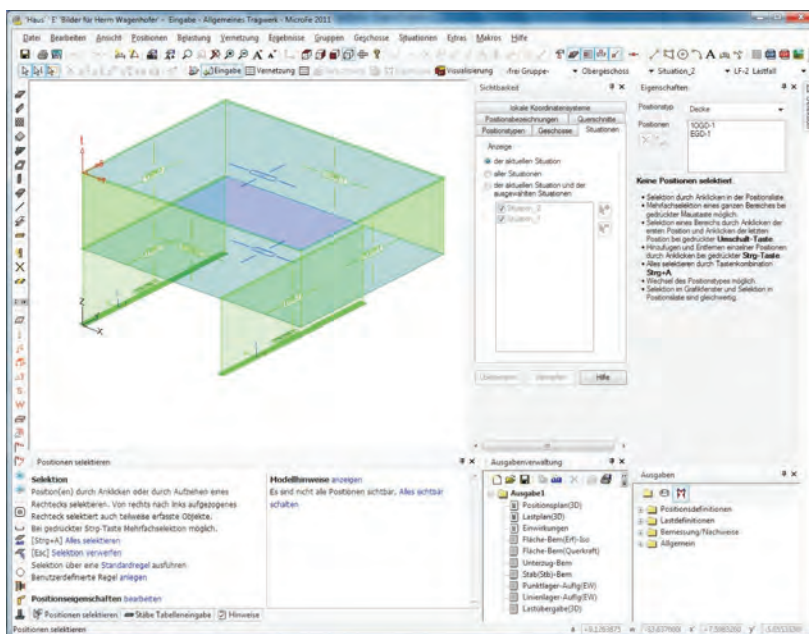 'Haus' 'E' 'Bilder für Herrn Wagenhofer' - Eingabe - Allgemeines Tragwerk - MicroFe 2011
Datei Bearbeiten Ansicht Positionen Belastung Vernetzung Ergebnisse Gruppen Geschosse Situationen Extras Makros Hilfe
Eingabe Vernetzung Visualisierung -frei Gruppe- Obergeschoss Situation_2 LF-2 Lastfall
Sichtbarkeit
lokale Koordinatensysteme
Positionsbezeichnungen Querschnitte
Positionstypen Geschosse Situationen
Anzeige
der aktuellen Situation
aller Situationen
der aktuellen Situation und der
ausgewählten Situationen
Situation_2
Situation_1
Hilfe
Eigenschaften
Positionstyp Decke
Positionen 1OGD-1
EGD-1
Keine Positionen selektiert.
• Selektion durch Anklicken in der Positionsliste.
• Mehrfachselektion eines ganzen Bereiches bei
gedrückter Maustaste möglich.
• Selektion eines Bereichs durch Anklicken der
ersten Position und Anklicken der letzten
Position bei gedrückter Umschalt-Taste.
• Hinzufügen und Entfernen einzelner Positionen
durch Anklicken bei gedrückter Strg-Taste.
• Alles selektieren durch Tastenkombination
Strg+A
• Wechsel des Positionstypes möglich.
• Selektion im Grafikfenster und Selektion in
Positionsliste sind gleichwertig.
Z
X
Positionen selektieren
Selektion
Position(en) durch Anklicken oder durch Aufziehen eines
Rechtecks selektieren. Von rechts nach links aufgezogenes
Rechteck selektiert auch teilweise erfasste Objekte.
Bei gedrückter Strg-Taste Mehrfachselektion möglich.
[Strg+A] Alles selektieren
[Esc] Selektion verwerfen
Selektion über eine Standardregel ausführen
Benutzerdefinierte Regel anlegen
Positionseigenschaften bearbeiten
Modellhinweise anzeigen
Es sind nicht alle Positionen sichtbar, Alles sichtbar
schalten
Positionen selektieren Stäbe Tabelleneingabe Hinweise
Positionen selektieren
Ausgabenverwaltung
Ausgabe1
Positionsplan(3D)
Lastplan(3D)
Einwirkungen
Fläche-Bem(Erf)-Iso
Fläche-Bem(Querkraft)
Unterzug-Bem
Stab(Stb)-Bem
Punktlager-Auflg(EW)
Linienlager-Auflg(EW)
Lastübergabe(3D)
Ausgaben
Positionsdefinitionen
Lastdefinitionen
Bemessung/Nachweise
Allgemein